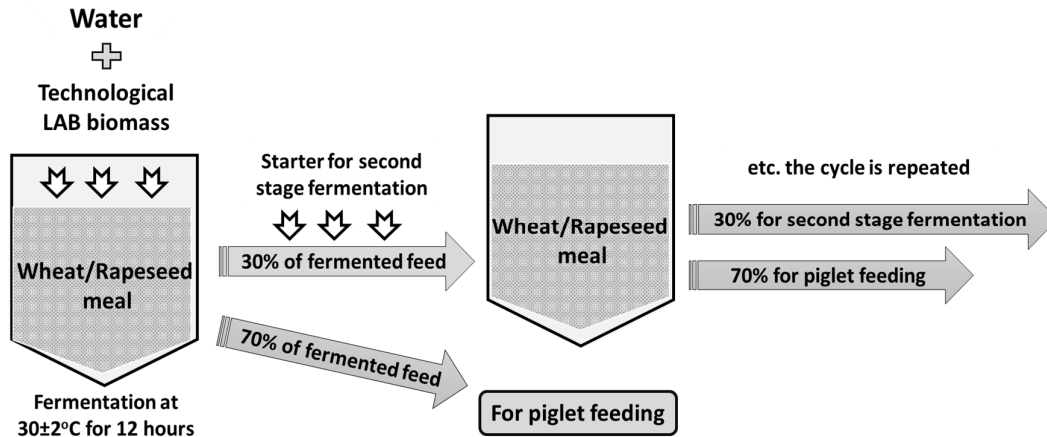 Water
Technological
LAB biomass
Wheat/Rapeseed
meal
Fermentation at
30±2°C for 12 hours
Starter for second
stage fermentation
30% of fermented feed
70% of fermented feed
Wheat/Rapeseed
meal
For piglet feeding
etc. the cycle is repeated
30% for second stage fermentation
70% for piglet feeding